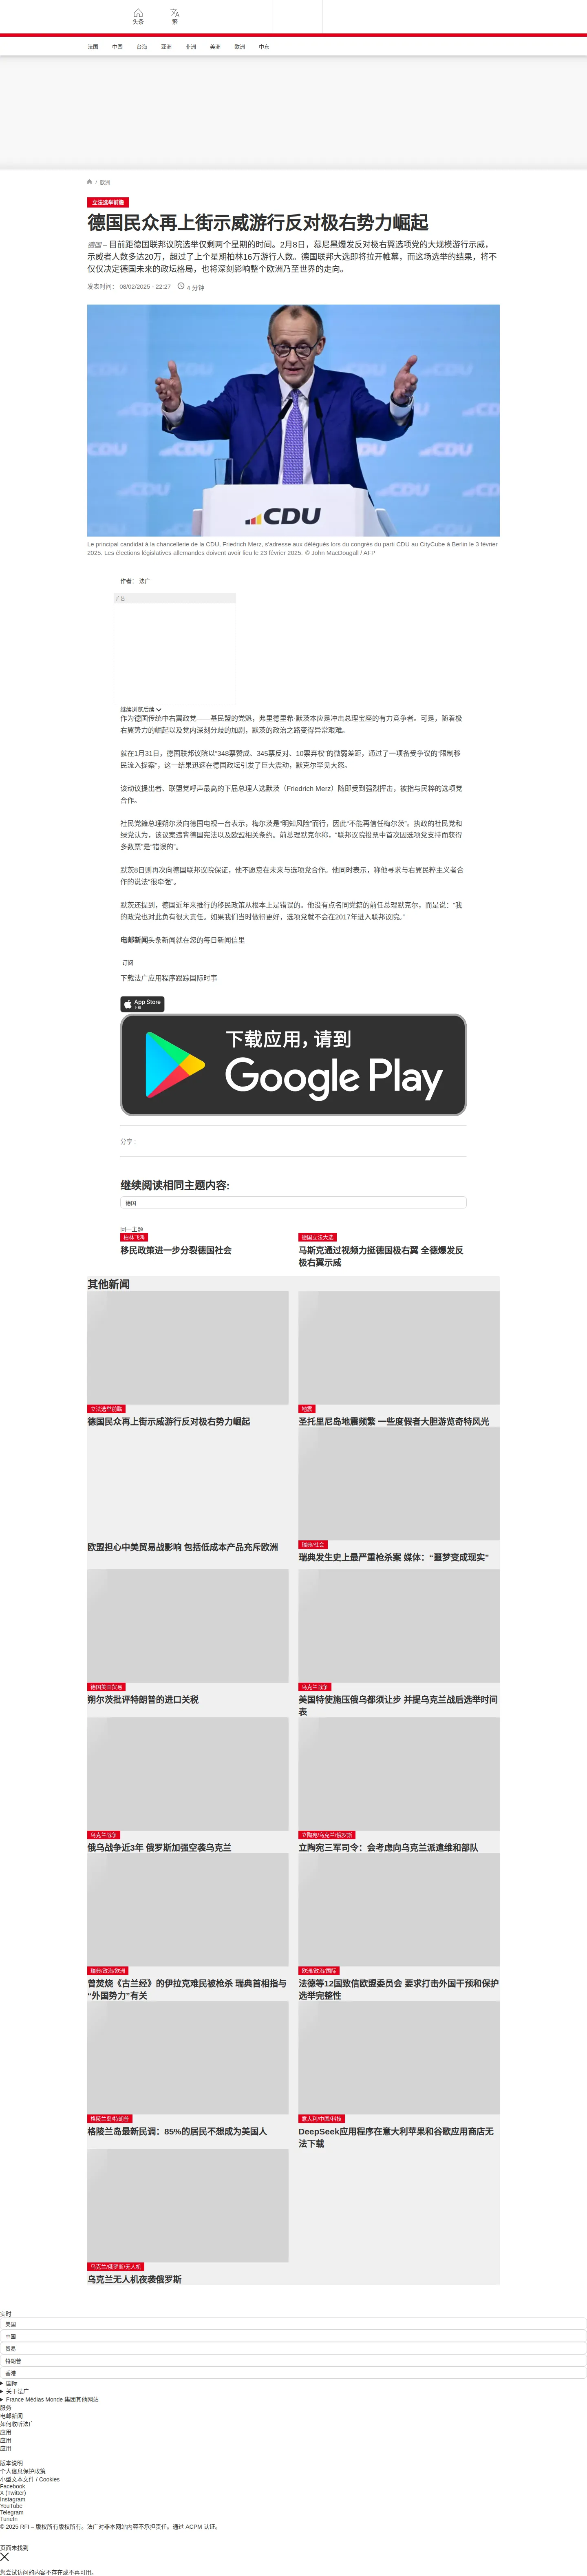 头条
繁
法国
中国
台海
亚洲
非洲
美洲
欧洲
中东
/ 欧洲
立法选举前瞻
德国民众再上街示威游行反对极右势力崛起
德国 – 目前距德国联邦议院选举仅剩两个星期的时间。2月8日，慕尼黑爆发反对极右翼选项党的大规模游行示威，
示威者人数多达20万，超过了上个星期柏林16万游行人数。德国联邦大选即将拉开帷幕，而这场选举的结果，将不
仅仅决定德国未来的政坛格局，也将深刻影响整个欧洲乃至世界的走向。
发表时间： 08/02/2025 - 22:27
4 分钟
CDU
Le principal candidat à la chancellerie de la CDU, Friedrich Merz, s'adresse aux délégués lors du congrès du parti CDU au CityCube à Berlin le 3 février
2025. Les élections législatives allemandes doivent avoir lieu le 23 février 2025. © John MacDougall / AFP
作者： 法广
广告
继续浏览后续
作为德国传统中右翼政党——基民盟的党魁，弗里德里希·默茨本应是冲击总理宝座的有力竞争者。可是，随着极
右翼势力的崛起以及党内深刻分歧的加剧，默茨的政治之路变得异常艰难。
就在1月31日，德国联邦议院以“348票赞成、345票反对、10票弃权”的微弱差距，通过了一项备受争议的“限制移
民流入提案”，这一结果迅速在德国政坛引发了巨大震动，默克尔罕见大怒。
该动议提出者、联盟党呼声最高的下届总理人选默茨（Friedrich Merz）随即受到强烈抨击，被指与民粹的选项党
合作。
社民党籍总理朔尔茨向德国电视一台表示，梅尔茨是“明知风险”而行，因此“不能再信任梅尔茨”。执政的社民党和
绿党认为，该议案违背德国宪法以及欧盟相关条约。前总理默克尔称，“联邦议院投票中首次因选项党支持而获得
多数票”是“错误的”。
默茨8日则再次向德国联邦议院保证，他不愿意在未来与选项党合作。他同时表示，称他寻求与右翼民粹主义者合
作的说法“很牵强”。
默茨还提到，德国近年来推行的移民政策从根本上是错误的。他没有点名同党籍的前任总理默克尔，而是说：“我
的政党也对此负有很大责任。如果我们当时做得更好，选项党就不会在2017年进入联邦议院。”
电邮新闻头条新闻就在您的每日新闻信里
订阅
下载法广应用程序跟踪国际时事
App Store
下载
下载应用，请到
Google Play
分享 :
继续阅读相同主题内容:
德国
同一主题
柏林飞鸿
移民政策进一步分裂德国社会
德国立法大选
马斯克通过视频力挺德国极右翼 全德爆发反
极右翼示威
其他新闻
立法选举前瞻
德国民众再上街示威游行反对极右势力崛起
地震
圣托里尼岛地震频繁 一些度假者大胆游览奇特风光
欧盟担心中美贸易战影响 包括低成本产品充斥欧洲
瑞典/社会
瑞典发生史上最严重枪杀案 媒体：“噩梦变成现实”
德国美国贸易
朔尔茨批评特朗普的进口关税
乌克兰战争
美国特使施压俄乌都须让步 并提乌克兰战后选举时间
表
乌克兰战争
俄乌战争近3年 俄罗斯加强空袭乌克兰
立陶宛/乌克兰/俄罗斯
立陶宛三军司令：会考虑向乌克兰派遣维和部队
瑞典/政治/欧洲
曾焚烧《古兰经》的伊拉克难民被枪杀 瑞典首相指与
“外国势力”有关
欧洲/政治/国际
法德等12国致信欧盟委员会 要求打击外国干预和保护
选举完整性
格陵兰岛/特朗普
格陵兰岛最新民调：85%的居民不想成为美国人
意大利/中国/科技
DeepSeek应用程序在意大利苹果和谷歌应用商店无
法下载
乌克兰/俄罗斯/无人机
乌克兰无人机夜袭俄罗斯
实时
美国
中国
贸易
特朗普
香港
国际
关于法广
France Médias Monde 集团其他网站
服务
电邮新闻
如何收听法广
应用
应用
应用
版本说明
个人信息保护政策
小型文本文件 / Cookies
Facebook
X (Twitter)
Instagram
YouTube
Telegram
TuneIn
© 2025 RFI – 版权所有版权所有。法广对非本网站内容不承担责任。通过 ACPM 认证。
页面未找到
您尝试访问的内容不存在或不再可用。